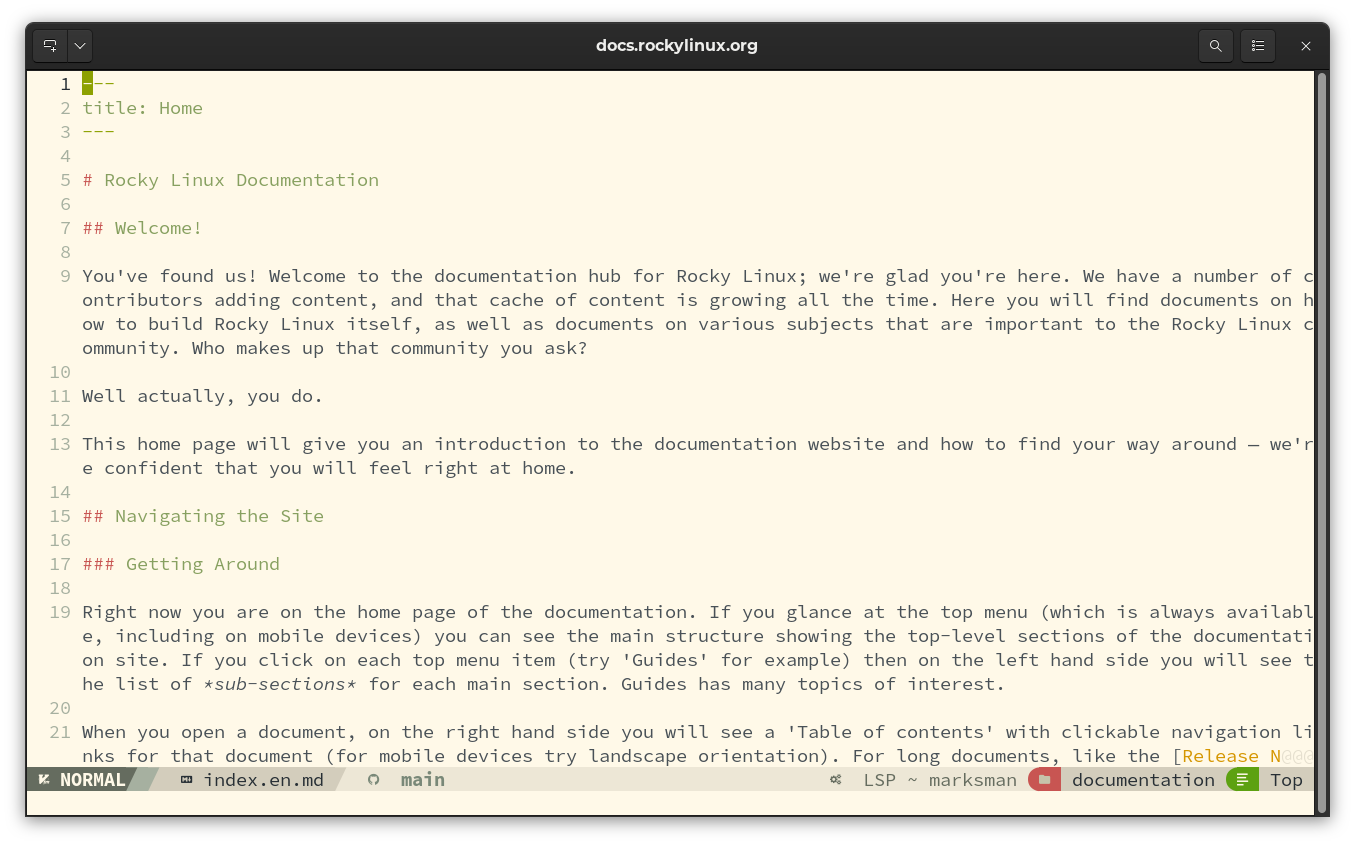 docs.rockylinux.org
1 ---
2 title: Home
3 ---
4
5 # Rocky Linux Documentation
6
7 ## Welcome!
8
9 You've found us! Welcome to the documentation hub for Rocky Linux; we're glad you're here. We have a number of c
ontributors adding content, and that cache of content is growing all the time. Here you will find documents on h
ow to build Rocky Linux itself, as well as documents on various subjects that are important to the Rocky Linux c
ommunity. Who makes up that community you ask?
10
11 Well actually, you do.
12
13 This home page will give you an introduction to the documentation website and how to find your way around — we'r
e confident that you will feel right at home.
14
15 ## Navigating the Site
16
17 ### Getting Around
18
19 Right now you are on the home page of the documentation. If you glance at the top menu (which is always availabl
e, including on mobile devices) you can see the main structure showing the top-level sections of the documentati
on site. If you click on each top menu item (try 'Guides' for example) then on the left hand side you will see t
he list of *sub-sections* for each main section. Guides has many topics of interest.
20
21 When you open a document, on the right hand side you will see a 'Table of contents' with clickable navigation li
nks for that document (for mobile devices try landscape orientation). For long documents, like the [Release N@@@
NORMAL index.en.md main LSP ~ marksman documentation Top